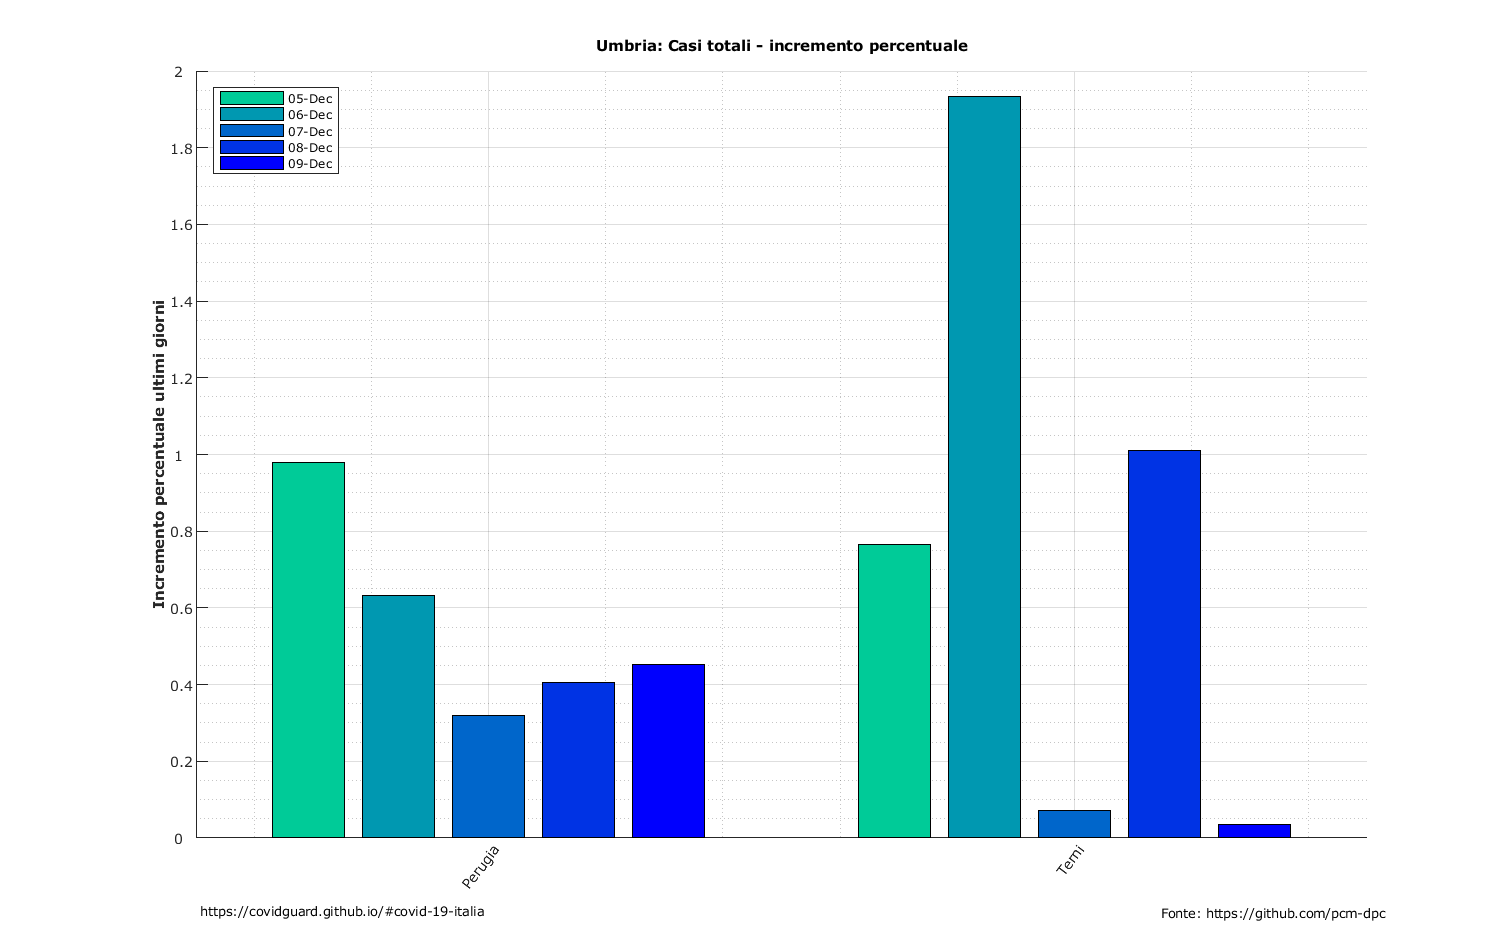 Umbria: Casi totali - incremento percentuale
05-Dec
06-Dec
07-Dec
08-Dec
09-Dec
Incremento percentuale ultimi giorni
2
1.8
1.6
1.4
1.2
1
0.8
0.6
0.4
0.2
0
Perugia
Terni
https://covidguard.github.io/#covid-19-italia
Fonte: https://github.com/pcm-dpc